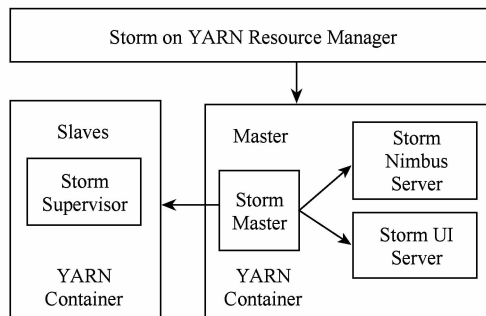 Storm on YARN Resource Manager
Slaves
Storm
Supervisor
YARN
Container
Master
Storm
Master
YARN
Container
Storm
Nimbus
Server
Storm UI
Server